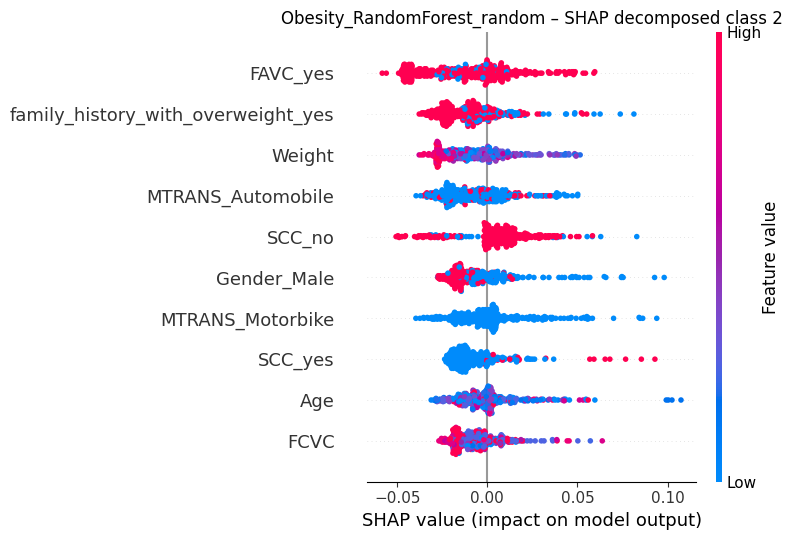 Obesity_RandomForest_random – SHAP decomposed class 2
High
FAVC_yes
family_history_with_overweight_yes
Weight
MTRANS_Automobile
SCC_no
Gender_Male
MTRANS_Motorbike
SCC_yes
Age
FCVC
Feature value
Low
−0.05 0.00 0.05 0.10
SHAP value (impact on model output)